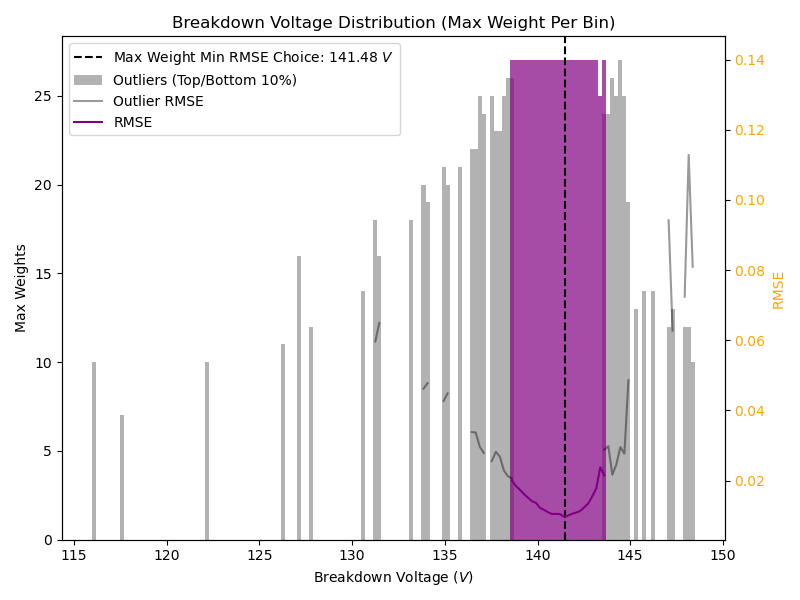 Breakdown Voltage Distribution (Max Weight Per Bin)
Max Weight Min RMSE Choice: 141.48 V
Outliers (Top/Bottom 10%)
Outlier RMSE
RMSE
Max Weights
0
5
10
15
20
25
0.02
0.04
0.06
0.08
0.10
0.12
0.14
RMSE
115
120
125
130
135
140
145
150
Breakdown Voltage (V)